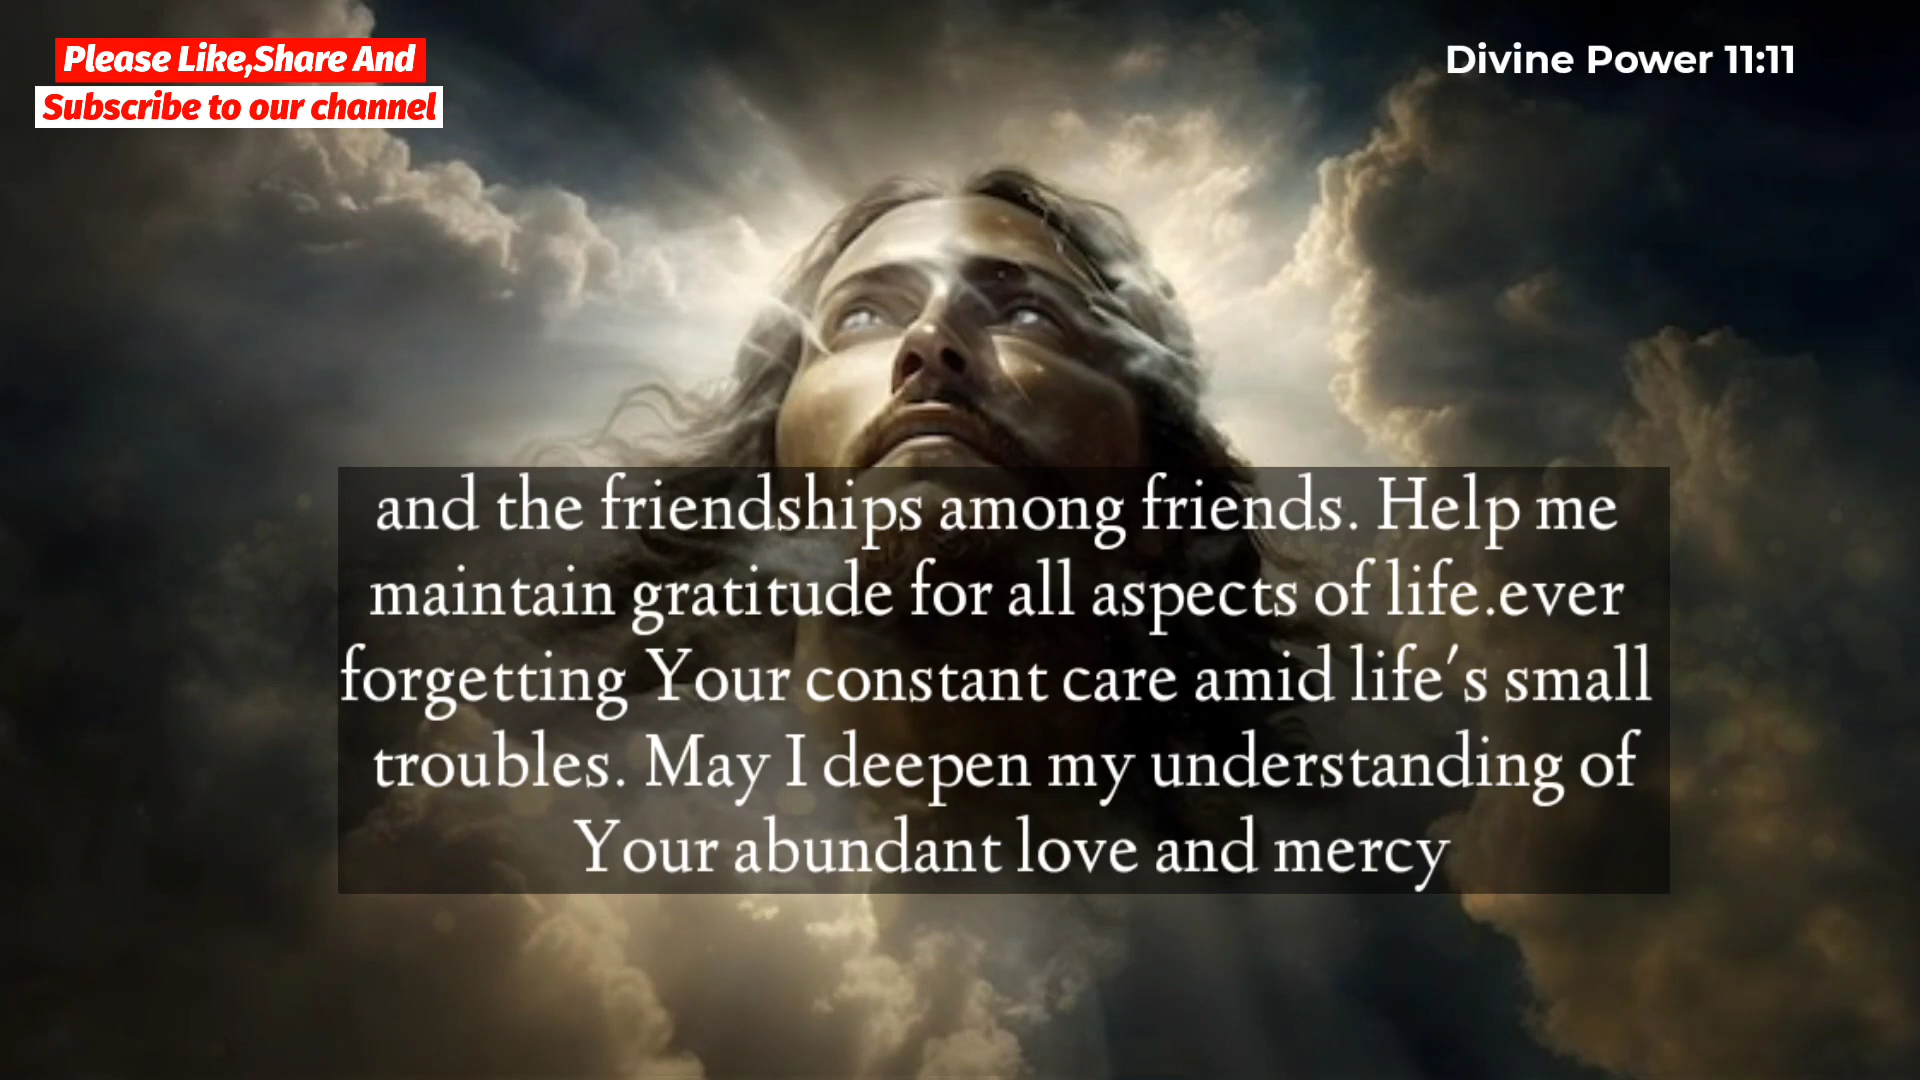 Please Like,Share And
Subscribe to our channel
Divine Power 11:11
and the friendships among friends. Help me
maintain gratitude for all aspects of life.ever
forgetting Your constant care amid life's small
troubles. May I deepen my understanding of
Your abundant love and mercy